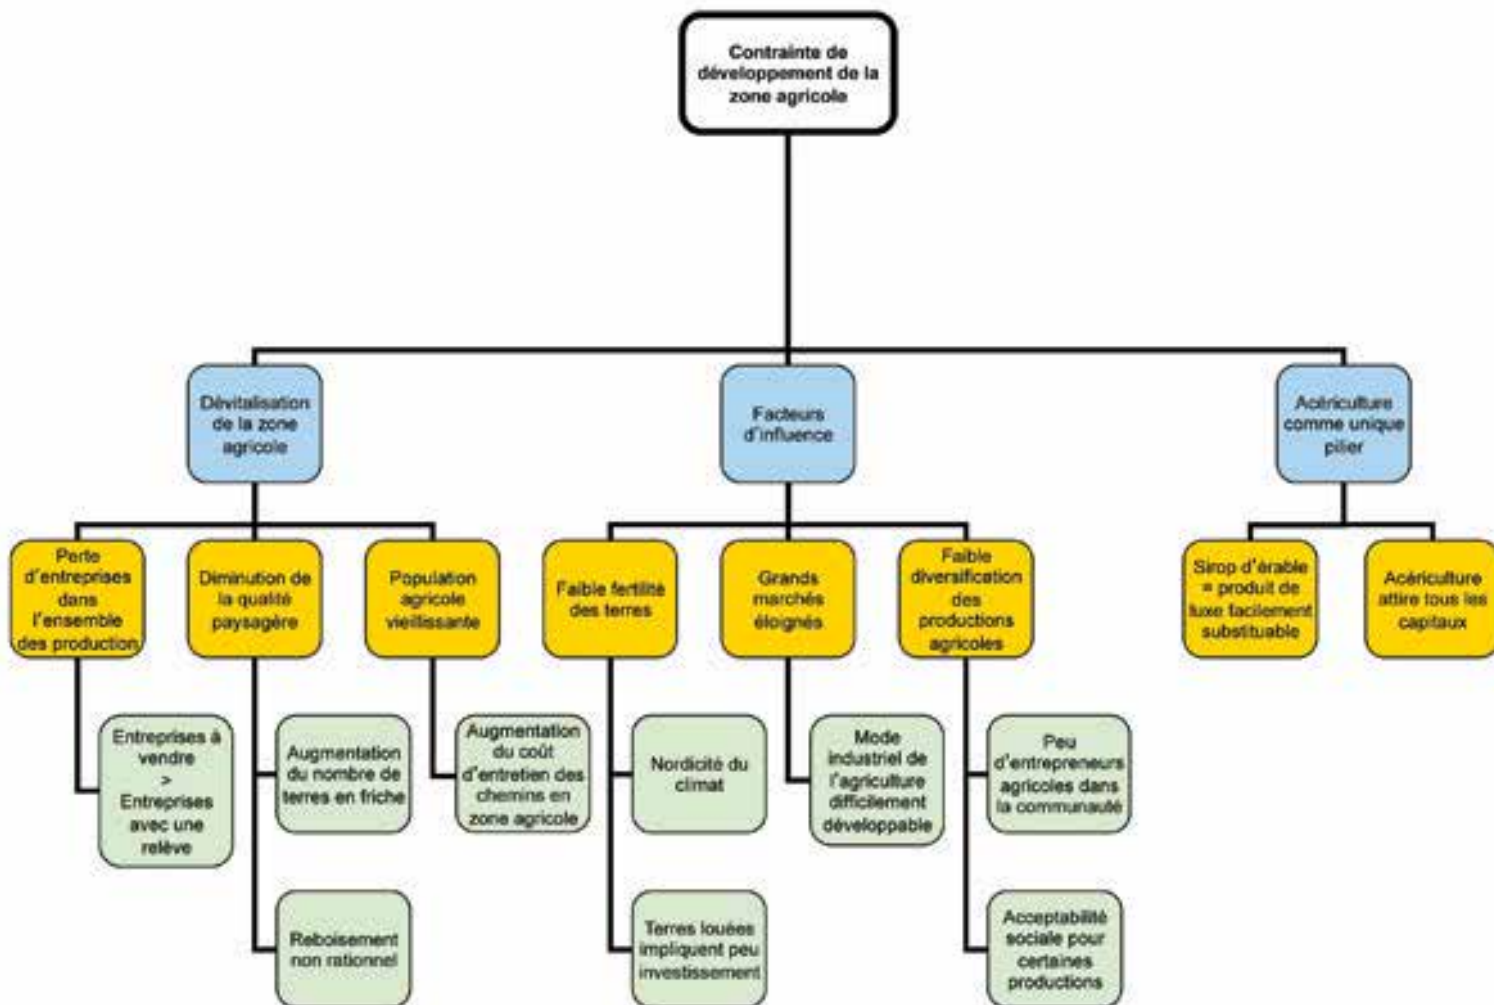 Contrainte de
développement de la
zone agricole
Dévitalisation
de la zone
agricole
Facteurs
d'influence
Acériculture
comme unique
pilier
Perte
d'entreprises
dans
l'ensemble
des production
Diminution de
la qualité
paysagère
Population
agricole
vieillissante
Faible fertilité
des terres
Grands
marchés
éloignés
Faible
diversification
des
productions
agricoles
Sirop d'érable
= produit de
luxe facilement
substituable
Acériculture
attire tous les
capitaux
Entreprises à
vendre
>
Entreprises
avec une
relève
Augmentation
du nombre de
terres en friche
Augmentation
du coût
d'entretien des
chemins en
zone agricole
Nordicité du
climat
Mode
industriel de
l'agriculture
difficilement
développable
Peu
d'entrepreneurs
agricoles dans
la communauté
Reboisement
non rationnel
Terres louées
impliquent peu
investissement
Acceptabilité
sociale pour
certaines
productions